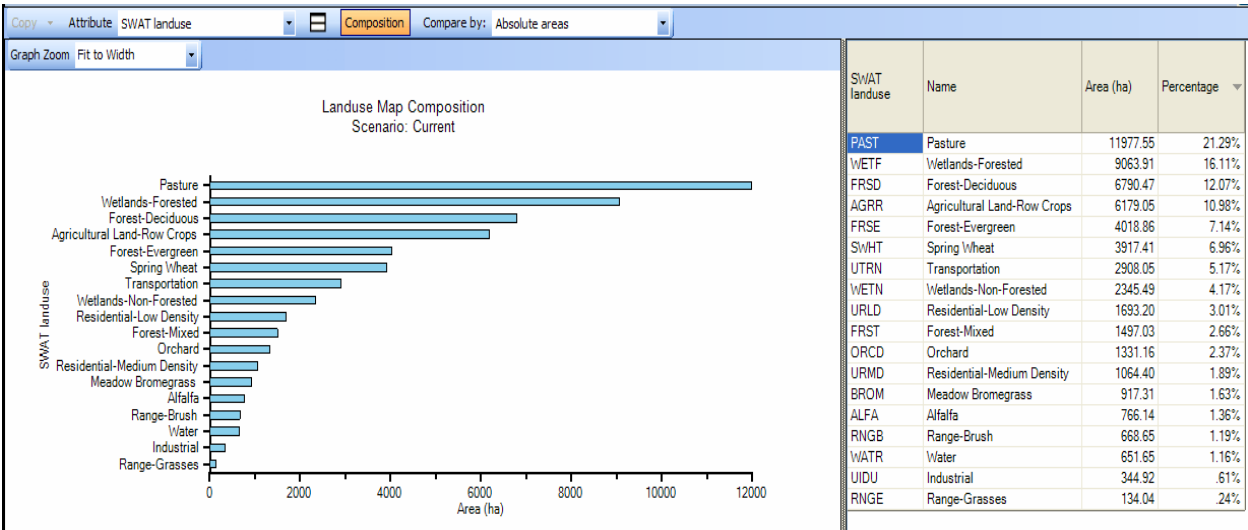 Copy Attribute SWAT landuse Composition Compare by: Absolute areas
Graph Zoom Fit to Width
Landuse Map Composition
Scenario: Current
SWAT landuse
Pasture
Wetlands-Forested
Forest-Deciduous
Agricultural Land-Row Crops
Forest-Evergreen
Spring Wheat
Transportation
Wetlands-Non-Forested
Residential-Low Density
Forest-Mixed
Orchard
Residential-Medium Density
Meadow Bromegrass
Alfalfa
Range-Brush
Water
Industrial
Range-Grasses
0 2000 4000 6000 8000 10000 12000
Area (ha)
SWAT landuse Name Area (ha) Percentage
PAST Pasture 11977.55 21.29%
WETF Wetlands-Forested 9063.91 16.11%
FRSD Forest-Deciduous 6790.47 12.07%
AGRR Agricultural Land-Row Crops 6179.05 10.98%
FRSE Forest-Evergreen 4018.86 7.14%
SWHT Spring Wheat 3917.41 6.96%
UTRN Transportation 2908.05 5.17%
WETN Wetlands-Non-Forested 2345.49 4.17%
URLD Residential-Low Density 1693.20 3.01%
FRST Forest-Mixed 1497.03 2.66%
ORCD Orchard 1331.16 2.37%
URMD Residential-Medium Density 1064.40 1.89%
BROM Meadow Bromegrass 917.31 1.63%
ALFA Alfalfa 766.14 1.36%
RNGB Range-Brush 668.65 1.19%
WATR Water 651.65 1.16%
UIDU Industrial 344.92 .61%
RNGE Range-Grasses 134.04 .24%